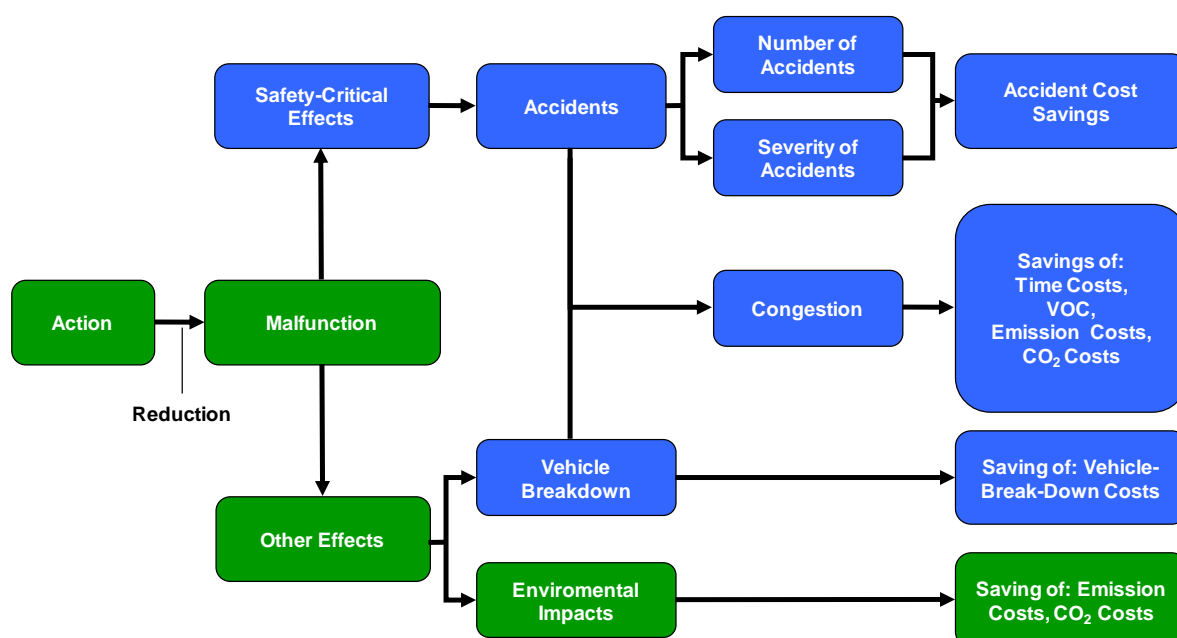 Number of
Accidents
Safety-Critical
Effects
Accidents
Accident Cost
Savings
Severity of
Accidents
Action
Malfunction
Reduction
Congestion
Savings of:
Time Costs,
VOC,
Emission Costs,
CO₂ Costs
Other Effects
Vehicle
Breakdown
Saving of: Vehicle-
Break-Down Costs
Enviromental
Impacts
Saving of: Emission
Costs, CO₂ Costs